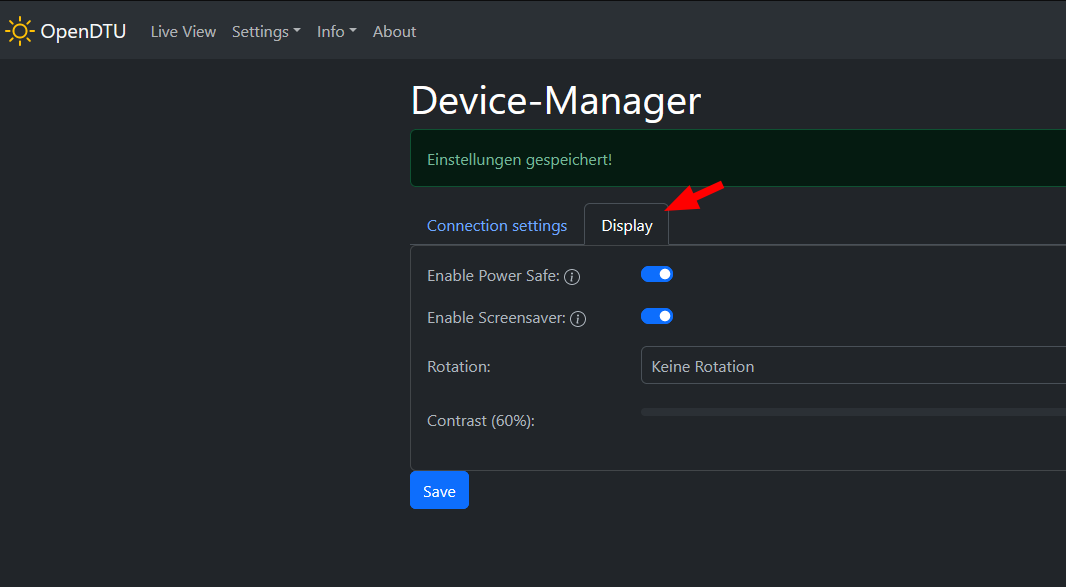 OpenDTU Live View Settings Info About
Device-Manager
Einstellungen gespeichert!
Connection settings Display
Enable Power Safe:
Enable Screensaver:
Rotation: Keine Rotation
Contrast (60%):
Save